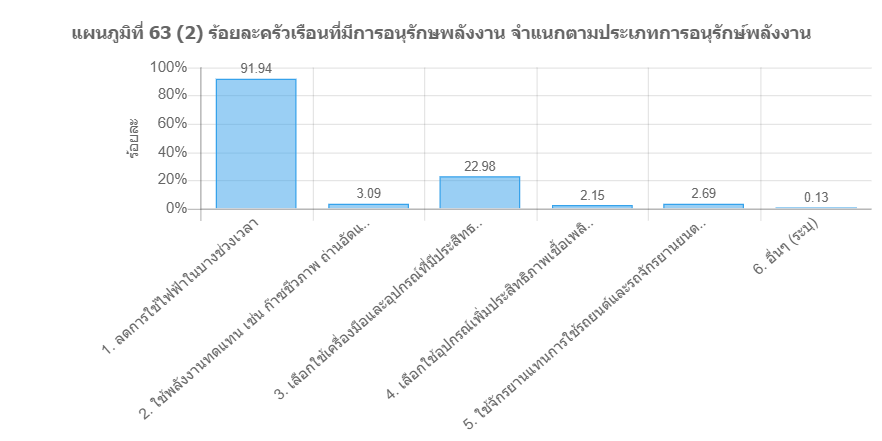 แผนภูมิที่ 63 (2) ร้อยละครัวเรือนที่มีการอนุรักษพลังงาน จำแนกตามประเภทการอนุรักษ์พลังงาน
ร้อยละ
100%
80%
60%
40%
20%
0%
91.94
3.09
22.98
2.15
2.69
0.13
1. ลดการใช้ไฟฟ้าในบางช่วงเวลา
2. ใช้พลังงานทดแทน เช่น ก๊าซชีวภาพ ถ่านอัดแ..
3. เลือกใช้เครื่องมือและอุปกรณ์ที่มีประสิทธ..
4. เลือกใช้อุปกรณ์เพิ่มประสิทธิภาพเชื้อเพลิ..
5. ใช้จักรยานแทนการใช้รถยนต์และรถจักรยานยนต..
6. อื่นๆ (ระบุ)